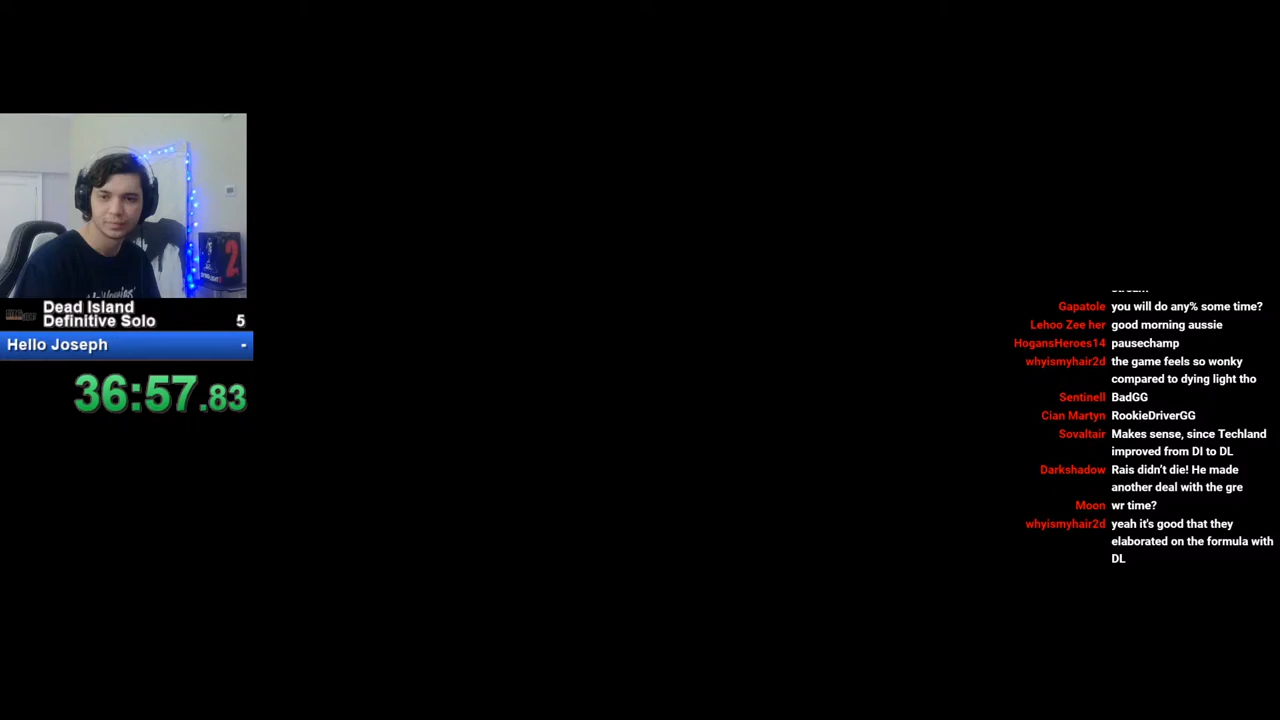 Dead Island
Definitive Solo 5
Hello Joseph -
36:57.83
Gapatole you will do any% some time?
Lehoo Zee her good morning aussie
HogansHeroes14 pausechamp
whyismyhair2d the game feels so wonky
compared to dying light tho
Sentinell BadGG
Cian Martyn RookieDriverGG
Sovaltair Makes sense, since Techland
improved from DI to DL
Darkshadow Rais didn’t die! He made
another deal with the gre
Moon wr time?
whyismyhair2d yeah it's good that they
elaborated on the formula with
DL
2